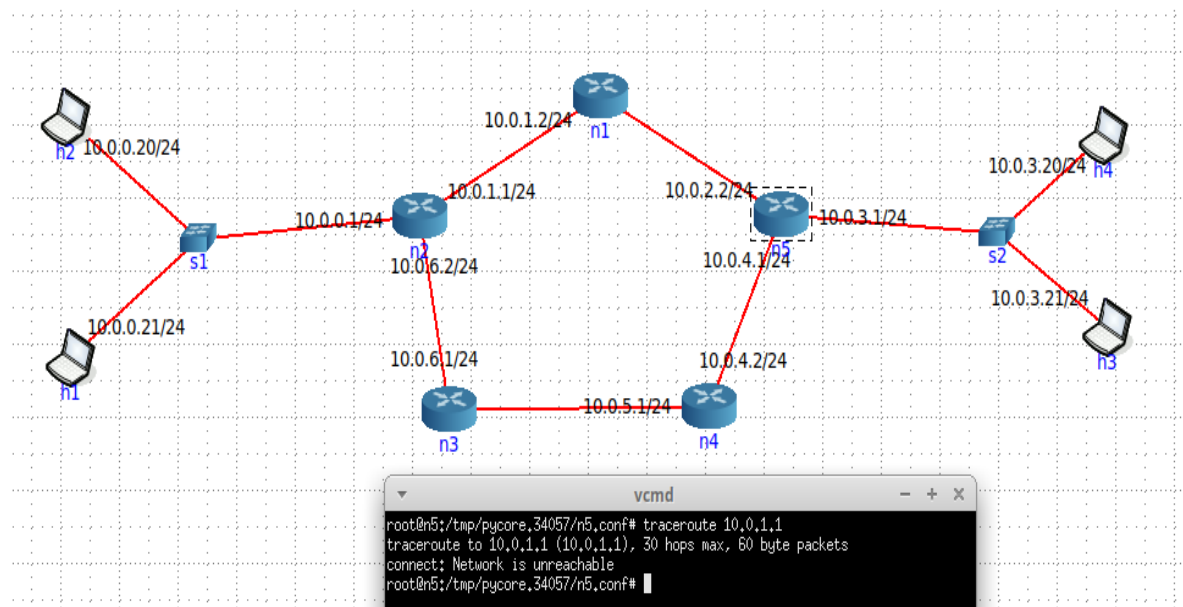 n1
10.0.1.2/24
h2
10.0.0.20/24
10.0.3.20/24
h4
10.0.1.1/24
10.0.2.2/24
10.0.0.1/24
10.0.3.1/24
s1
n2
n5
s2
10.0.6.2/24
10.0.4.1/24
10.0.0.21/24
10.0.3.21/24
h1
10.0.6.1/24
10.0.4.2/24
h3
10.0.5.1/24
n3
n4
vcmd
root@n5:/tmp/pycore.34057/n5.conf# traceroute 10.0.1.1
traceroute to 10.0.1.1 (10.0.1.1), 30 hops max, 60 byte packets
connect: Network is unreachable
root@n5:/tmp/pycore.34057/n5.conf#